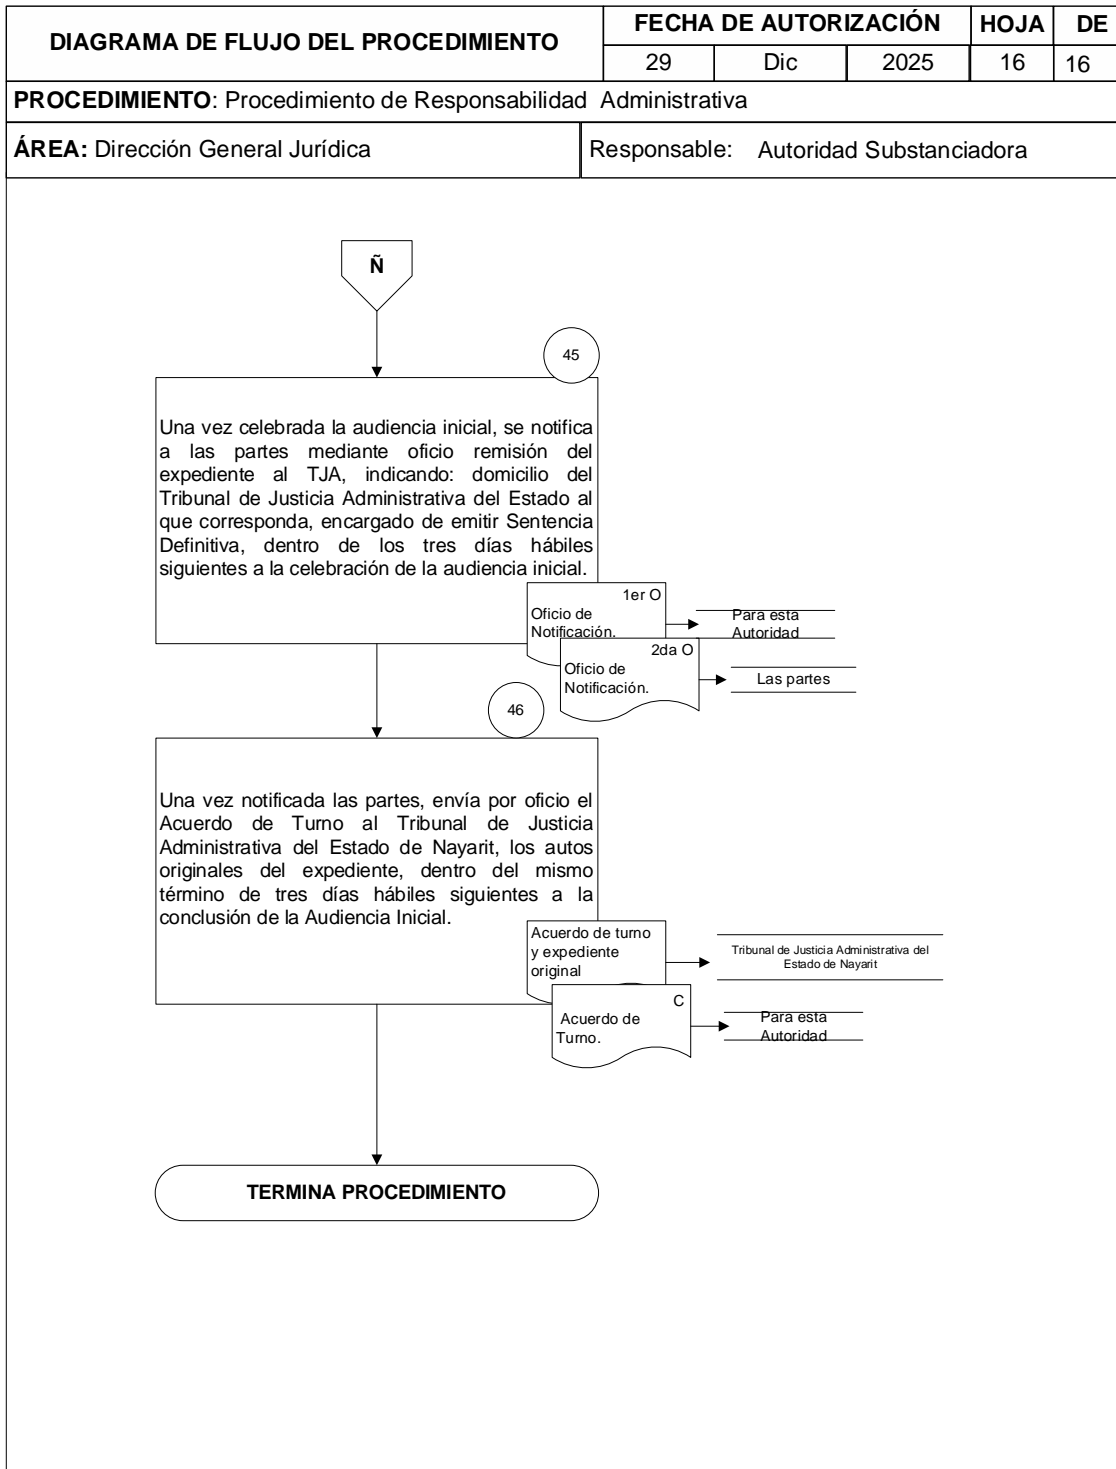 DIAGRAMA DE FLUJO DEL PROCEDIMIENTO
FECHA DE AUTORIZACIÓN
HOJA
DE
29
Dic
2025
16
16
PROCEDIMIENTO: Procedimiento de Responsabilidad Administrativa
ÁREA: Dirección General Jurídica
Responsable: Autoridad Substanciadora
Ñ
45
Una vez celebrada la audiencia inicial, se notifica
a las partes mediante oficio remisión del
expediente al TJA, indicando: domicilio del
Tribunal de Justicia Administrativa del Estado al
que corresponda, encargado de emitir Sentencia
Definitiva, dentro de los tres días hábiles
siguientes a la celebración de la audiencia inicial.
1er O
Oficio de
Notificación.
Para esta
Autoridad
2da O
Oficio de
Notificación.
Las partes
46
Una vez notificada las partes, envía por oficio el
Acuerdo de Turno al Tribunal de Justicia
Administrativa del Estado de Nayarit, los autos
originales del expediente, dentro del mismo
término de tres días hábiles siguientes a la
conclusión de la Audiencia Inicial.
Acuerdo de turno
y expediente
original
Tribunal de Justicia Administrativa del
Estado de Nayarit
C
Acuerdo de
Turno.
Para esta
Autoridad
TERMINA PROCEDIMIENTO